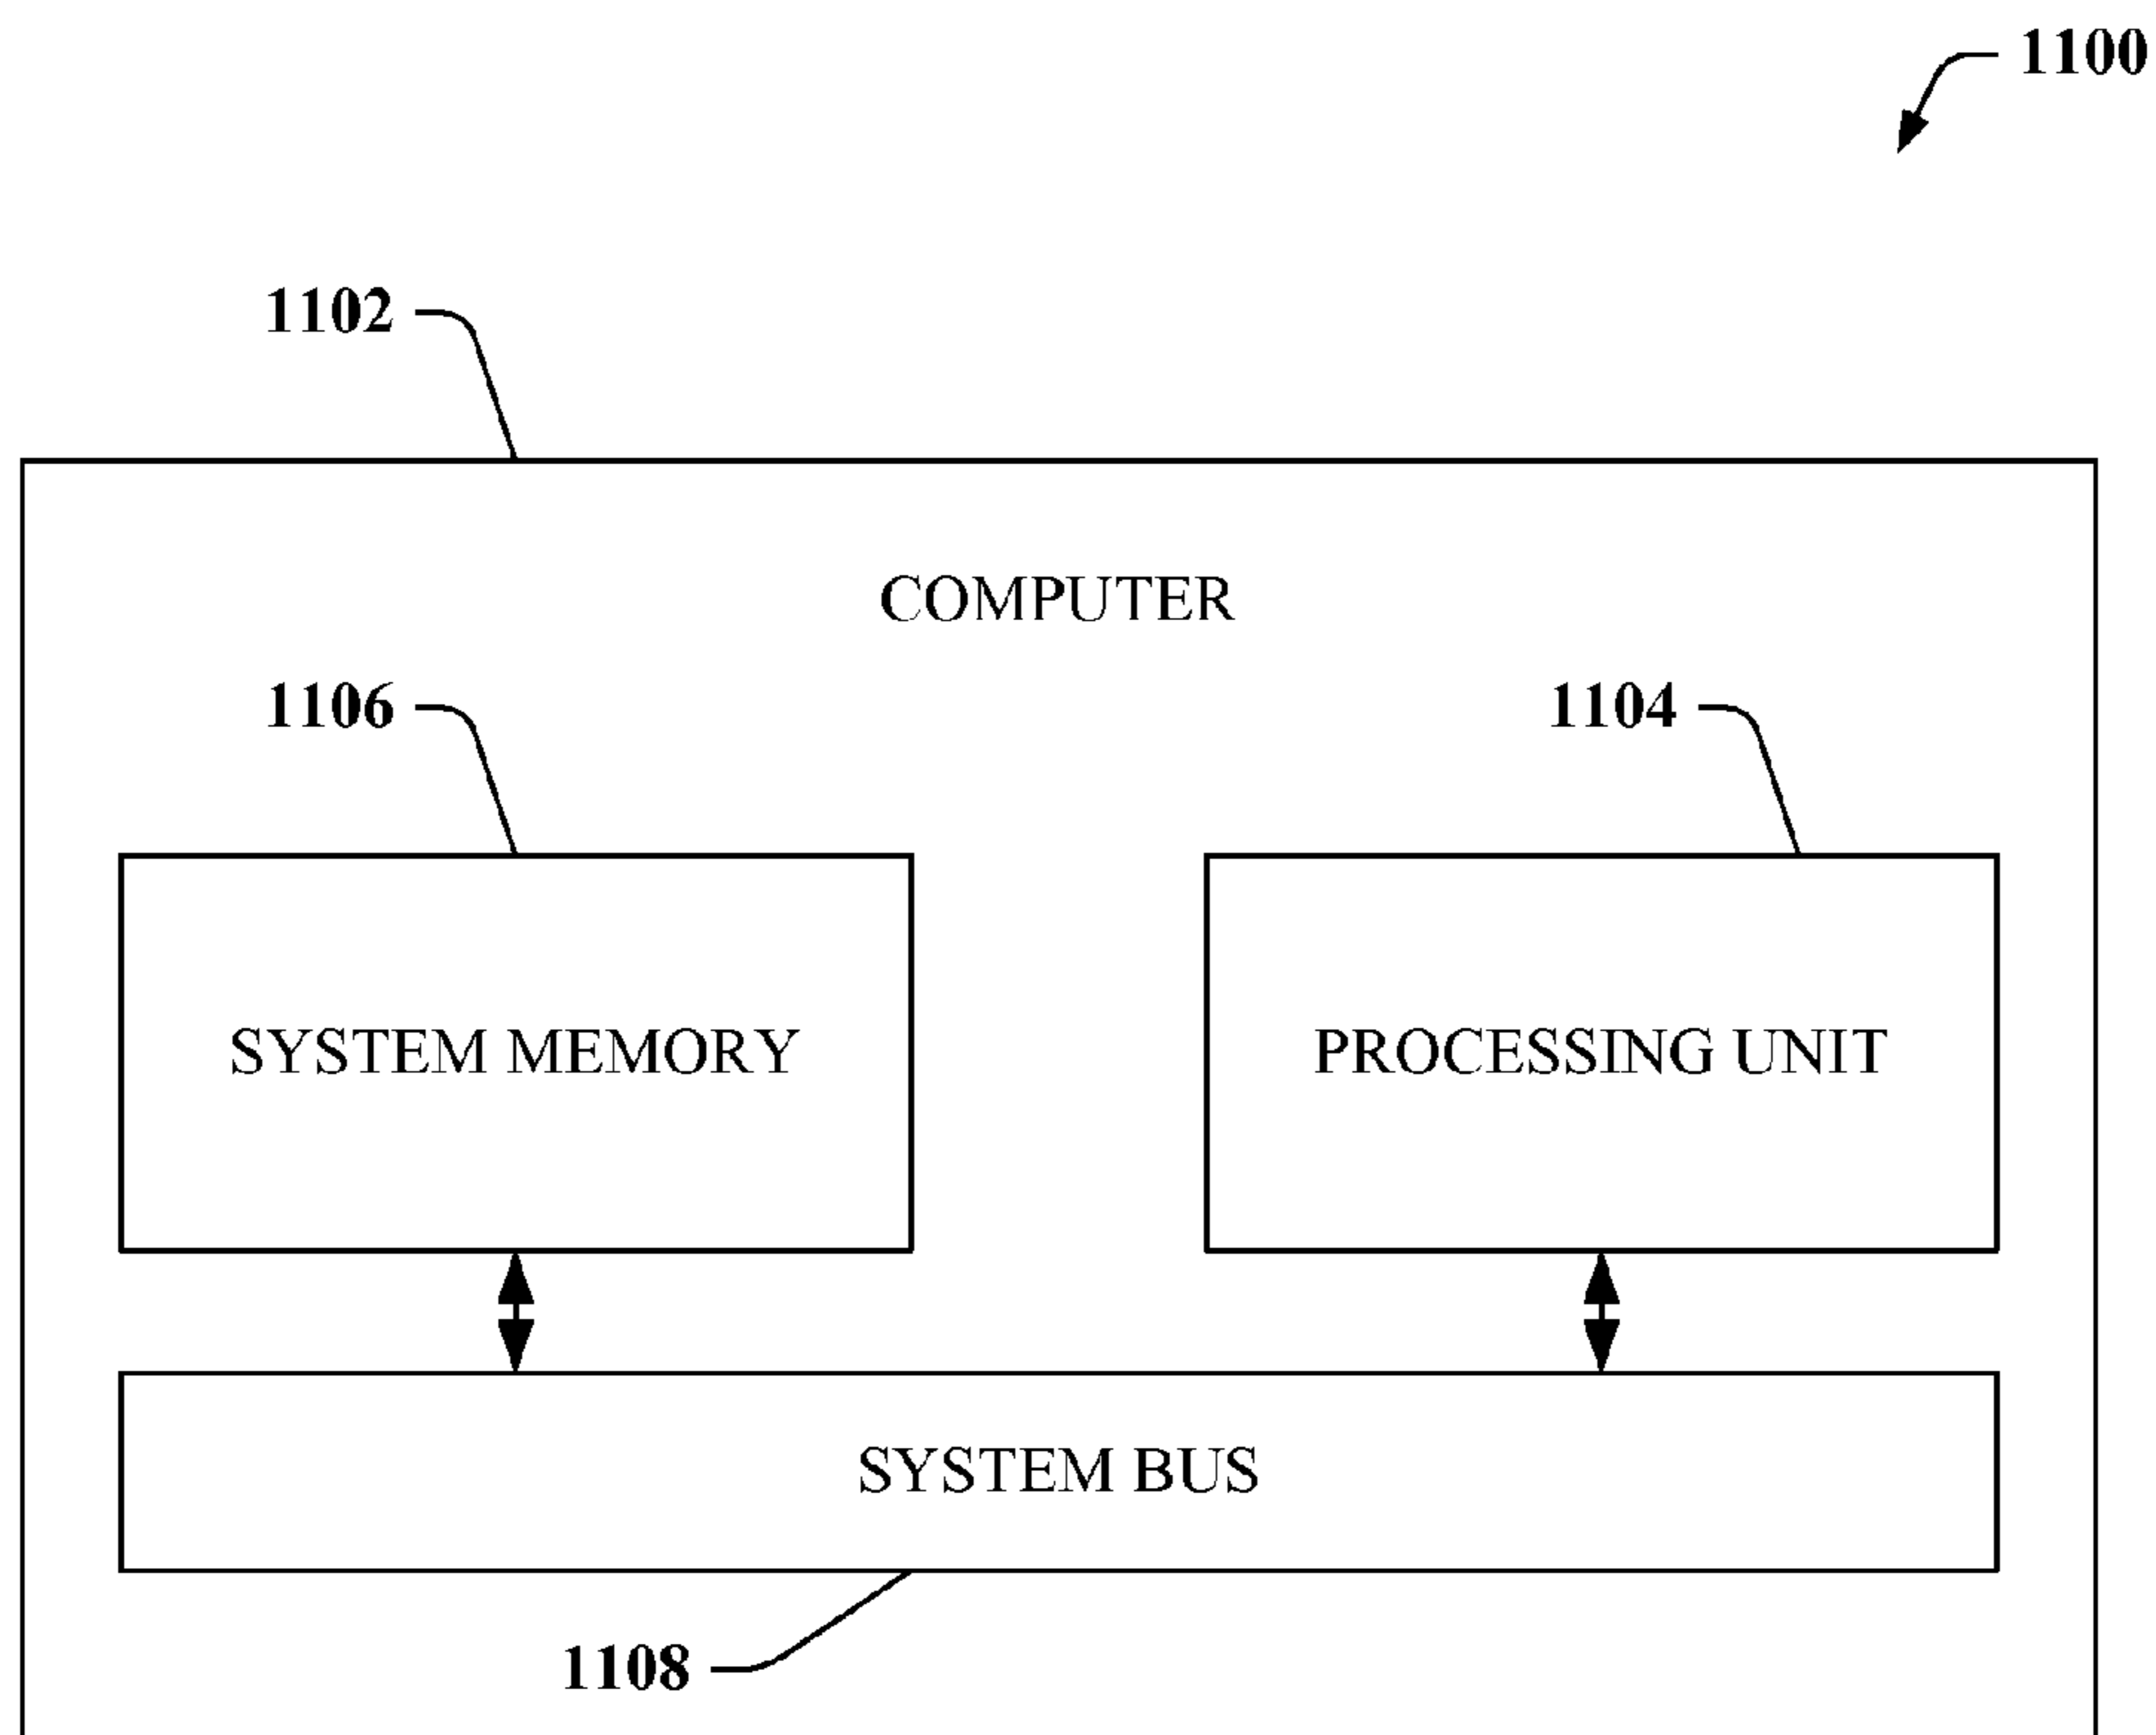 1100
1102
COMPUTER
1106
1104
SYSTEM MEMORY
PROCESSING UNIT
SYSTEM BUS
1108